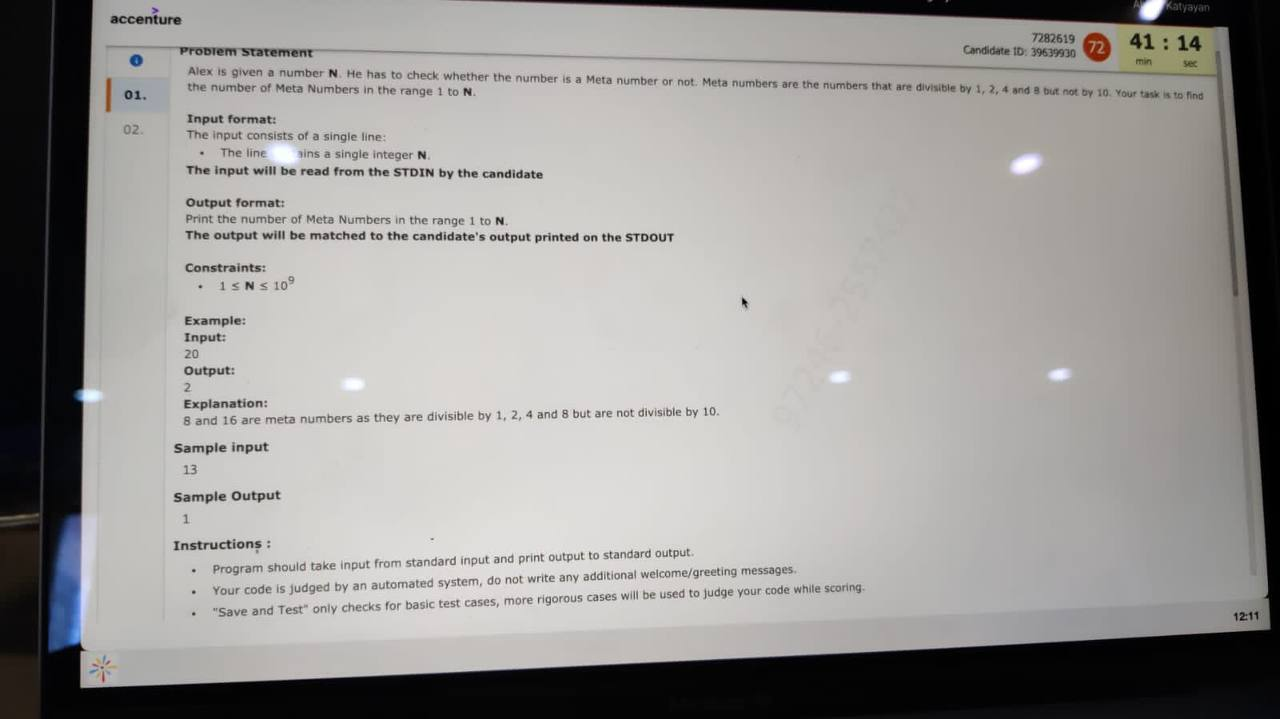 Katyayan
accenture
7282619
Candidate ID: 39639930
72
41 : 14
min sec
01.
02.
Problem Statement
Alex is given a number N. He has to check whether the number is a Meta number or not. Meta numbers are the numbers that are divisible by 1, 2, 4 and 8 but not by 10. Your task is to find
the number of Meta Numbers in the range 1 to N.
Input format:
The input consists of a single line:
• The line ains a single integer N.
The input will be read from the STDIN by the candidate
Output format:
Print the number of Meta Numbers in the range 1 to N.
The output will be matched to the candidate's output printed on the STDOUT
Constraints:
• 1 ≤ N ≤ 10⁹
Example:
Input:
20
Output:
2
Explanation:
8 and 16 are meta numbers as they are divisible by 1, 2, 4 and 8 but are not divisible by 10.
Sample input
13
Sample Output
1
Instructions :
• Program should take input from standard input and print output to standard output.
• Your code is judged by an automated system, do not write any additional welcome/greeting messages.
• "Save and Test" only checks for basic test cases, more rigorous cases will be used to judge your code while scoring.
12:11